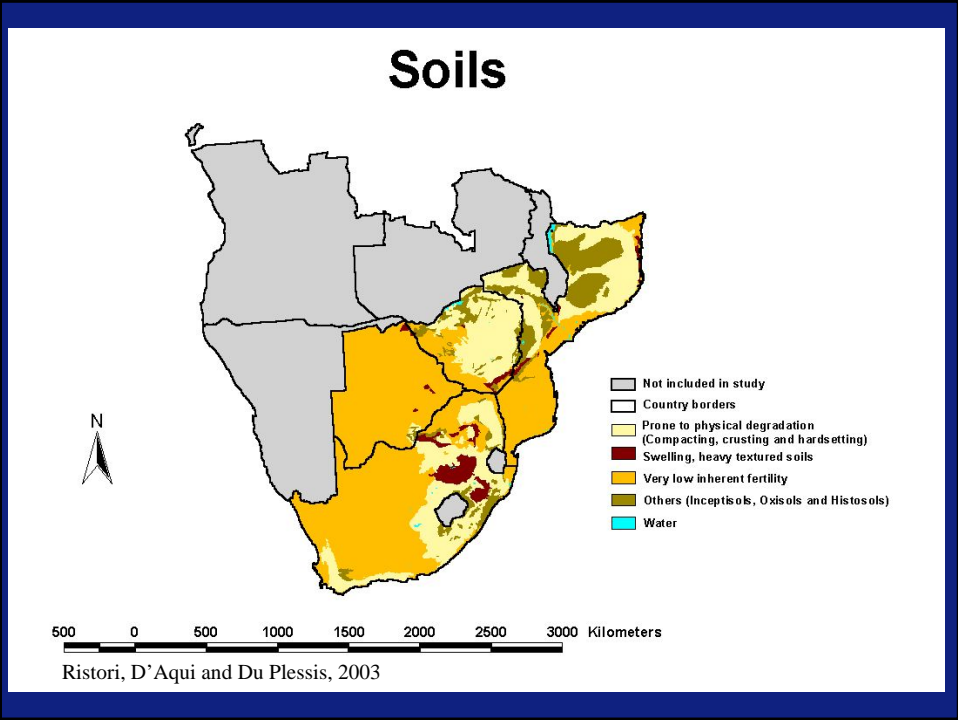 Soils
N
Not included in study
Country borders
Prone to physical degradation
(Compacting, crusting and hardsetting)
Swelling, heavy textured soils
Very low inherent fertility
Others (Inceptisols, Oxisols and Histosols)
Water
500 0 500 1000 1500 2000 2500 3000 Kilometers
Ristori, D’Aqui and Du Plessis, 2003